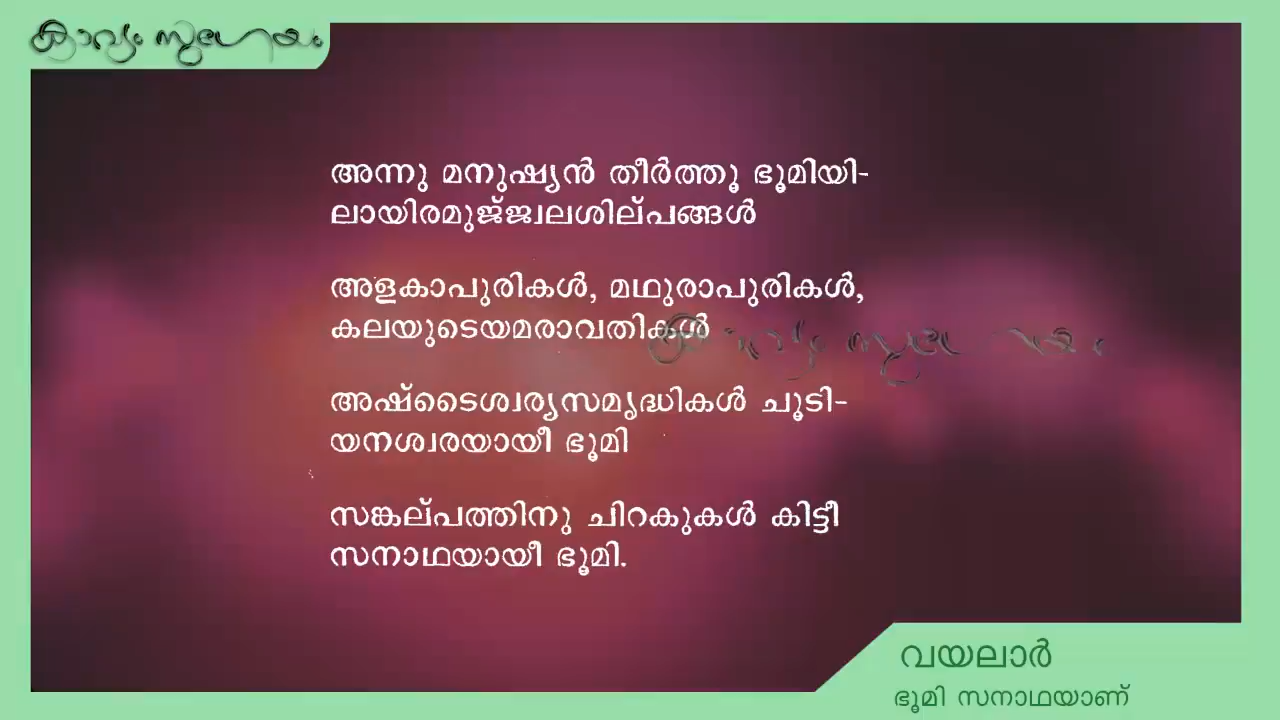 കാവ്യം സുഗേയം
അന്നു മനുഷ്യൻ തീർത്തൂ ഭൂമിയി-
ലായിരമുജ്ജ്വലശില്പങ്ങൾ
അളകാപുരികൾ, മഥുരാപുരികൾ,
കലയുടെയമരാവതികൾ
കാവ്യം സുഗേയം
അഷ്ടൈശ്വര്യസമൃദ്ധികൾ ചൂടി-
യനശ്വരയായീ ഭൂമി
സങ്കല്പത്തിനു ചിറകുകൾ കിട്ടീ
സനാഥയായീ ഭൂമി.
വയലാർ
ഭൂമി സനാഥയാണ്